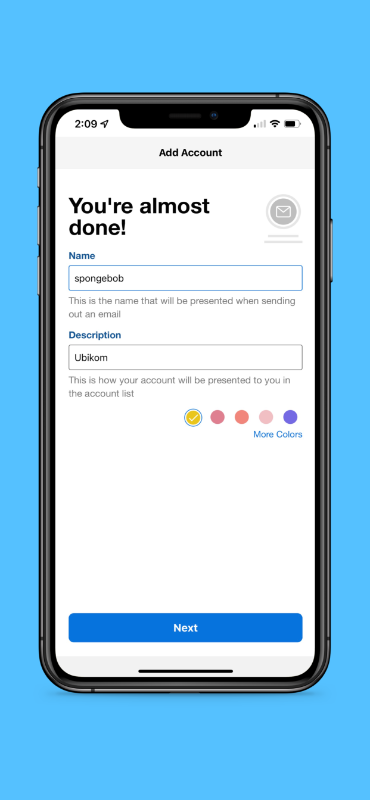 2:09
Add Account
You're almost
done!
Name
spongebob
This is the name that will be presented when sending
out an email
Description
Ubikom
This is how your account will be presented to you in
the account list
More Colors
Next